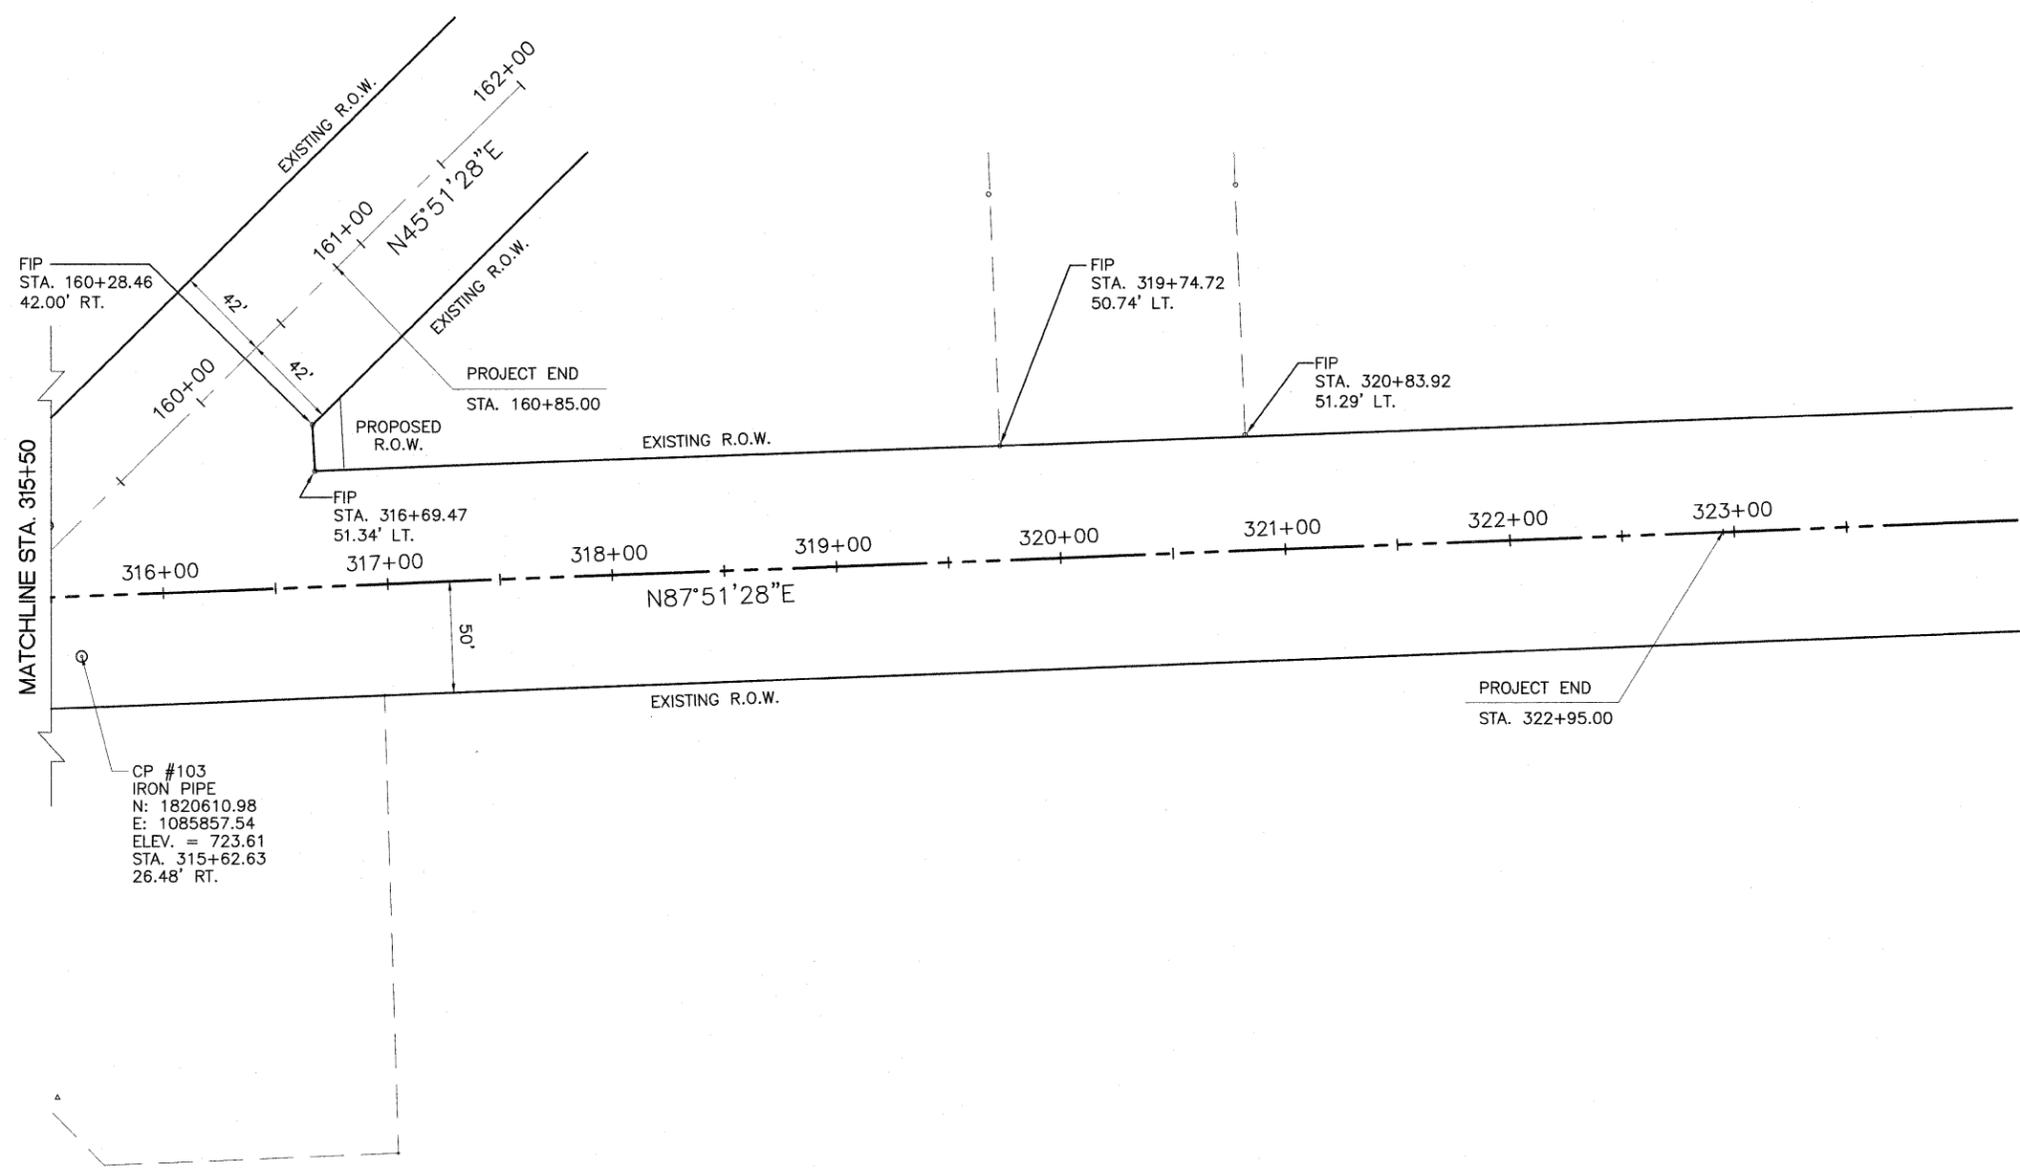 162+00
EXISTING R.O.W.
N45°51'28"E
161+00
EXISTING R.O.W.
FIP
STA. 160+28.46
42.00' RT.
42'
42'
160+00
PROJECT END
STA. 160+85.00
PROPOSED
R.O.W.
FIP
STA. 319+74.72
50.74' LT.
FIP
STA. 320+83.92
51.29' LT.
EXISTING R.O.W.
MATCHLINE STA. 315+50
FIP
STA. 316+69.47
51.34' LT.
316+00
317+00
318+00
319+00
320+00
321+00
322+00
323+00
N87°51'28"E
50'
EXISTING R.O.W.
PROJECT END
STA. 322+95.00
CP #103
IRON PIPE
N: 1820610.98
E: 1085857.54
ELEV. = 723.61
STA. 315+62.63
26.48' RT.